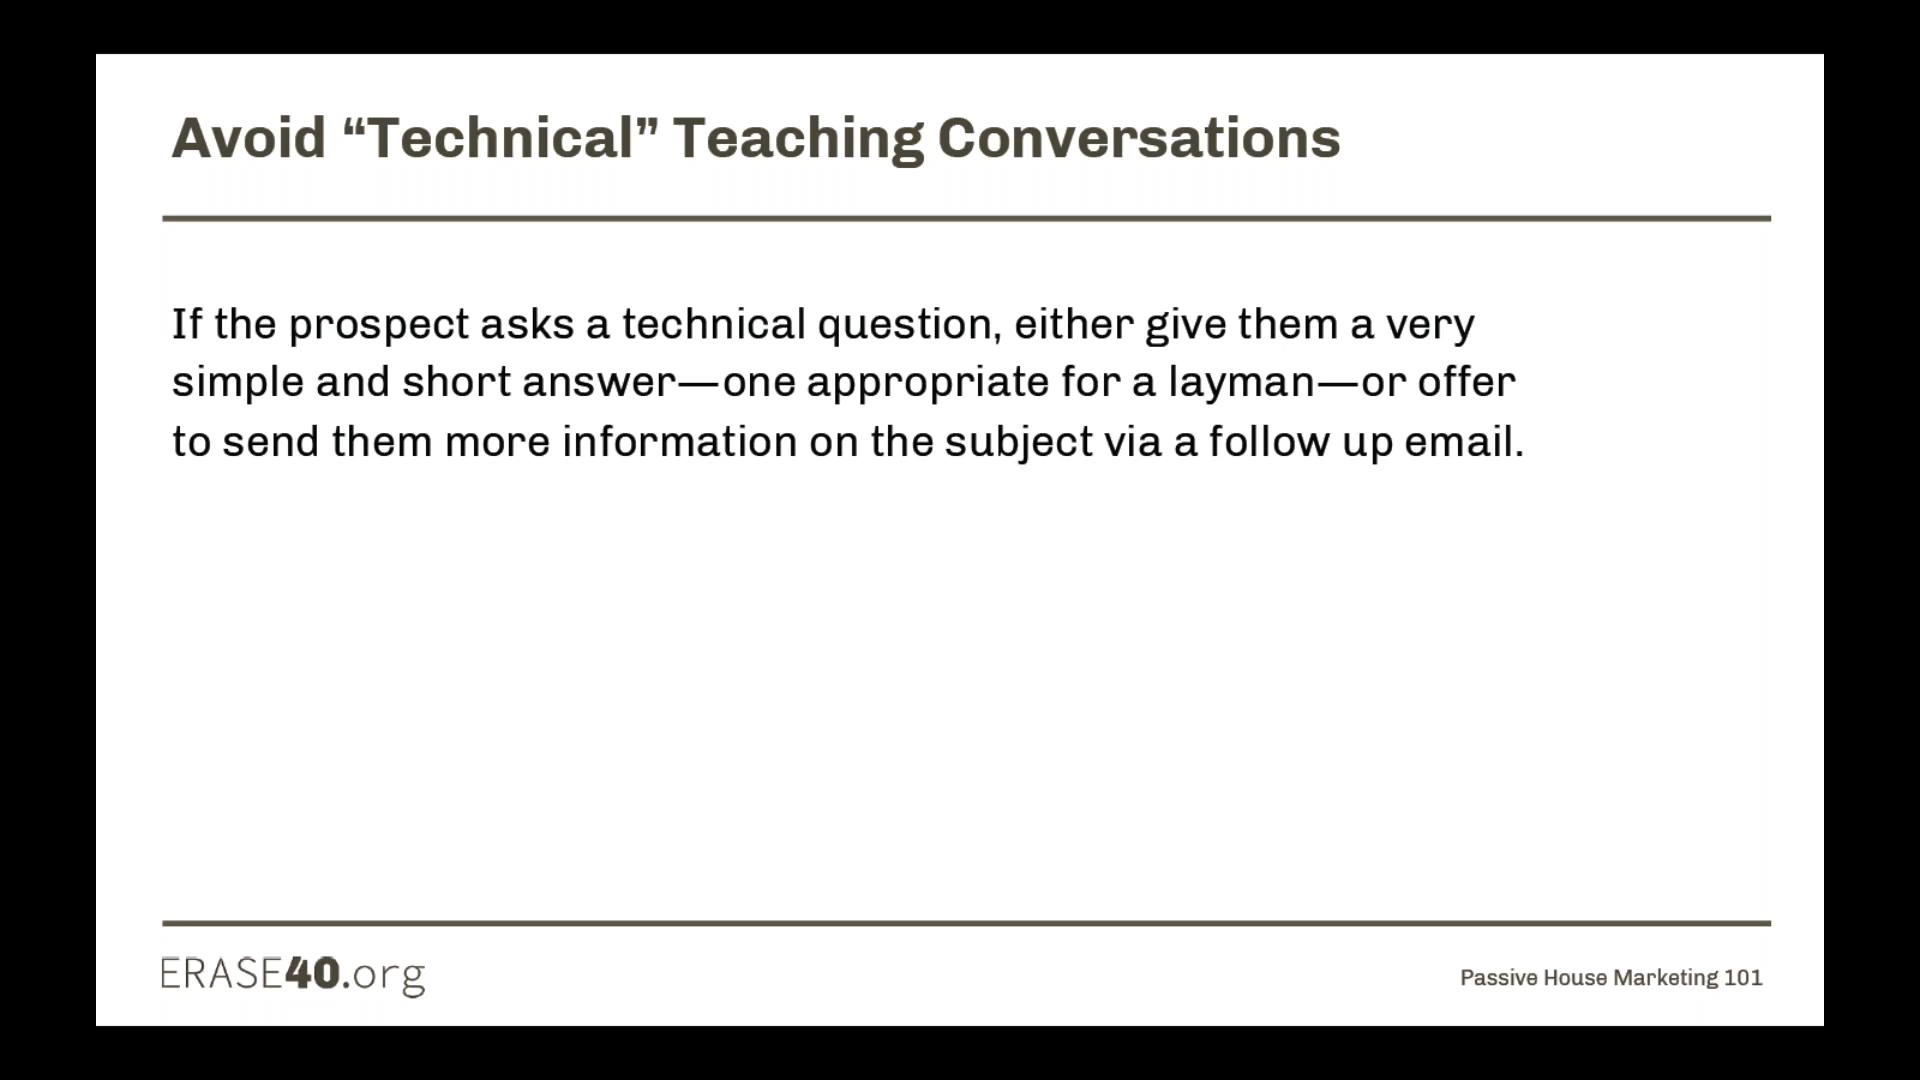 Avoid “Technical” Teaching Conversations
If the prospect asks a technical question, either give them a very
simple and short answer—one appropriate for a layman—or offer
to send them more information on the subject via a follow up email.
ERASE40.org
Passive House Marketing 101